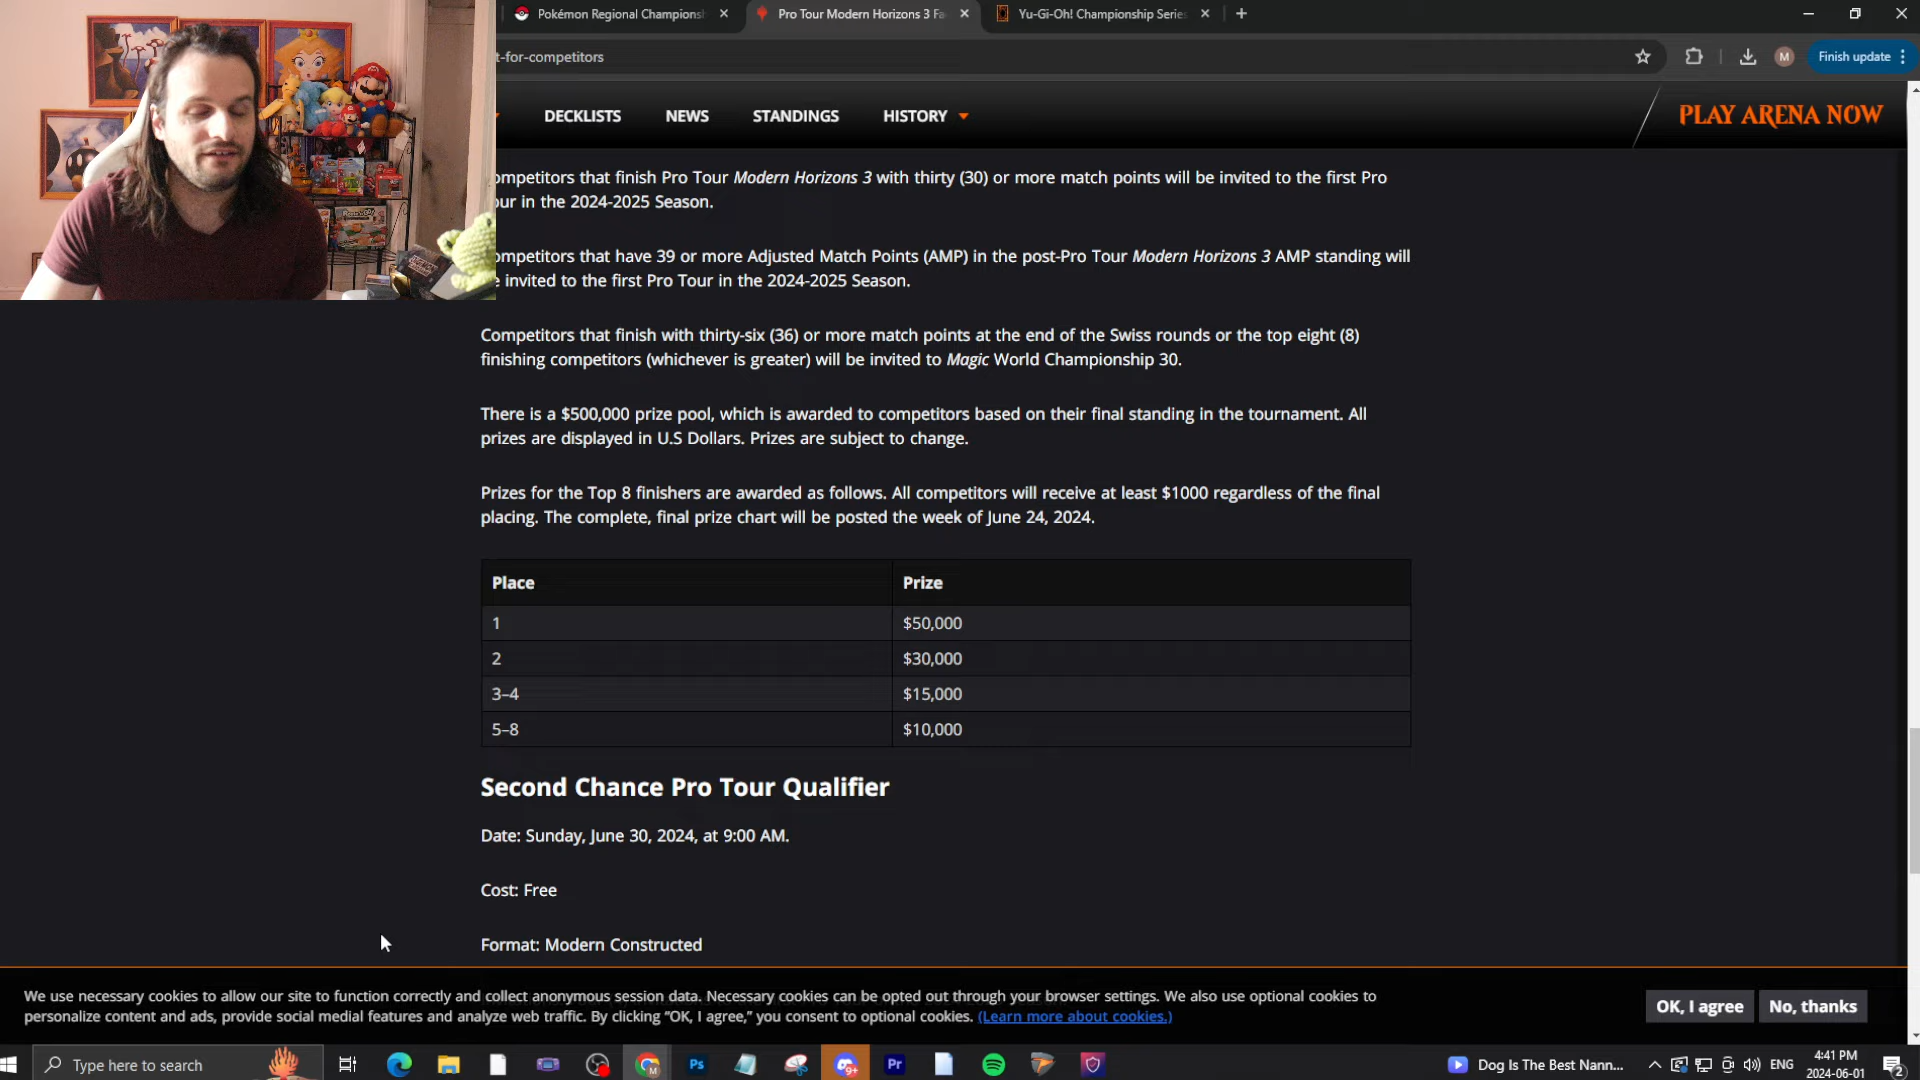 Pokémon Regional Championsh
Pro Tour Modern Horizons 3 Fa
Yu-Gi-Oh! Championship Series
t-for-competitors
M
Finish update
DECKLISTS NEWS STANDINGS HISTORY
PLAY ARENA NOW
ompetitors that finish Pro Tour Modern Horizons 3 with thirty (30) or more match points will be invited to the first Pro
our in the 2024-2025 Season.
ompetitors that have 39 or more Adjusted Match Points (AMP) in the post-Pro Tour Modern Horizons 3 AMP standing will
e invited to the first Pro Tour in the 2024-2025 Season.
Competitors that finish with thirty-six (36) or more match points at the end of the Swiss rounds or the top eight (8)
finishing competitors (whichever is greater) will be invited to Magic World Championship 30.
There is a $500,000 prize pool, which is awarded to competitors based on their final standing in the tournament. All
prizes are displayed in U.S Dollars. Prizes are subject to change.
Prizes for the Top 8 finishers are awarded as follows. All competitors will receive at least $1000 regardless of the final
placing. The complete, final prize chart will be posted the week of June 24, 2024.
Place Prize
1 $50,000
2 $30,000
3–4 $15,000
5–8 $10,000
Second Chance Pro Tour Qualifier
Date: Sunday, June 30, 2024, at 9:00 AM.
Cost: Free
Format: Modern Constructed
We use necessary cookies to allow our site to function correctly and collect anonymous session data. Necessary cookies can be opted out through your browser settings. We also use optional cookies to
personalize content and ads, provide social medial features and analyze web traffic. By clicking “OK, I agree,” you consent to optional cookies. (Learn more about cookies.)
OK, I agree
No, thanks
Type here to search
Ps
9+
Pr
Dog Is The Best Nann...
ENG
4:41 PM
2024-06-01
2